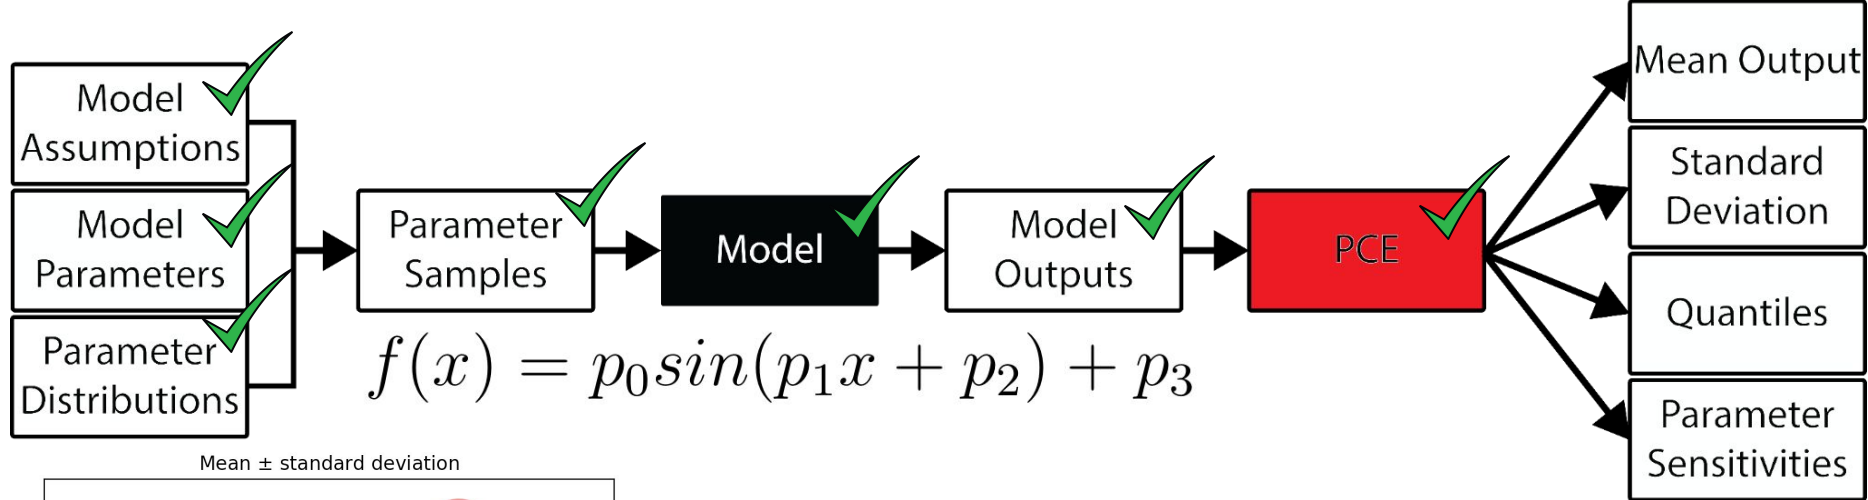 Model
Assumptions
Model
Parameters
Parameter
Distributions
Parameter
Samples
Model
Model
Outputs
PCE
Mean Output
Standard
Deviation
Quantiles
Parameter
Sensitivities
f(x) = p₀sin(p₁x + p₂) + p₃
Mean ± standard deviation